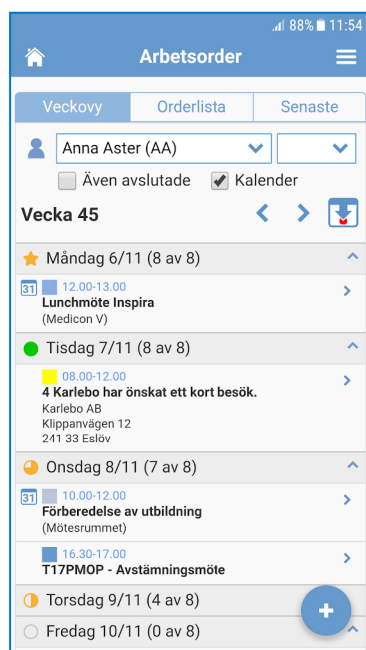 88% 11:54
Arbetsorder
Veckovy Orderlista Senaste
Anna Aster (AA)
Även avslutade Kalender
Vecka 45
Måndag 6/11 (8 av 8)
31 12.00-13.00
Lunchmöte Inspira
(Medicon V)
Tisdag 7/11 (8 av 8)
08.00-12.00
4 Karlebo har önskat ett kort besök.
Karlebo AB
Klippanvägen 12
241 33 Eslöv
Onsdag 8/11 (7 av 8)
31 10.00-12.00
Förberedelse av utbildning
(Mötesrummet)
16.30-17.00
T17PMOP - Avstämningsmöte
Torsdag 9/11 (4 av 8)
Fredag 10/11 (0 av 8)